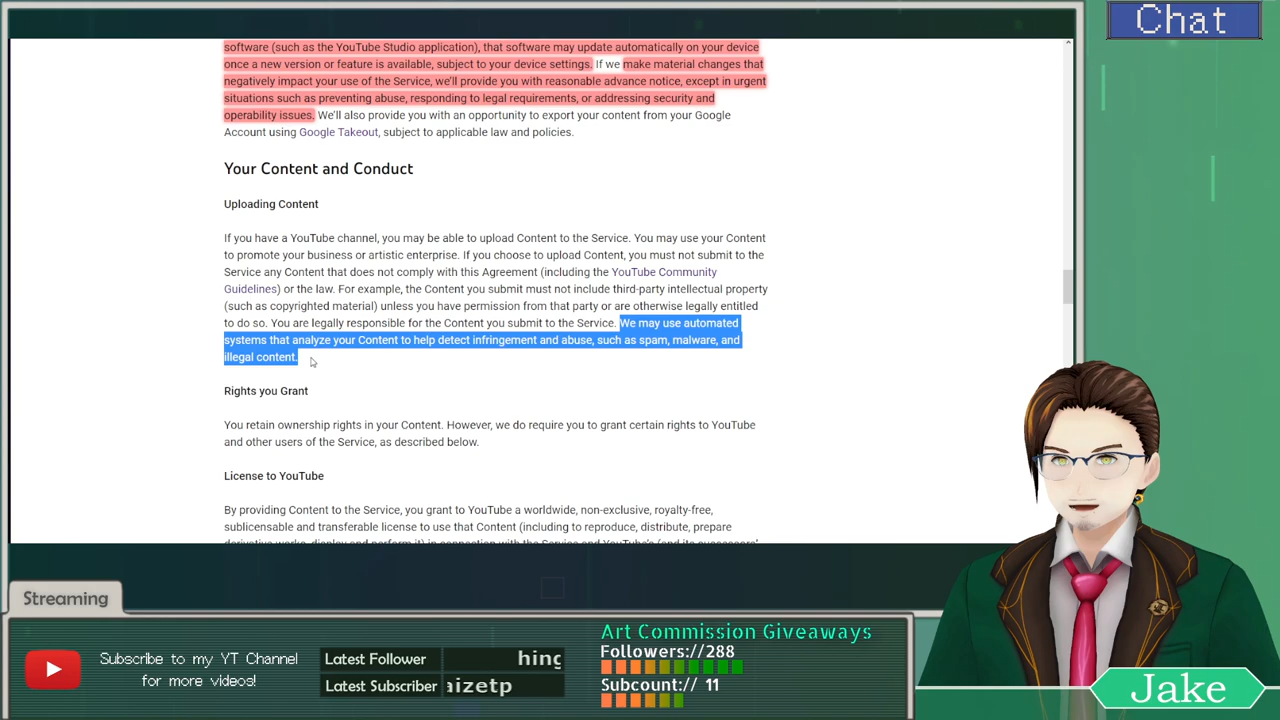 Chat
software (such as the YouTube Studio application), that software may update automatically on your device
once a new version or feature is available, subject to your device settings. If we make material changes that
negatively impact your use of the Service, we'll provide you with reasonable advance notice, except in urgent
situations such as preventing abuse, responding to legal requirements, or addressing security and
operability issues. We'll also provide you with an opportunity to export your content from your Google
Account using Google Takeout, subject to applicable law and policies.
Your Content and Conduct
Uploading Content
If you have a YouTube channel, you may be able to upload Content to the Service. You may use your Content
to promote your business or artistic enterprise. If you choose to upload Content, you must not submit to the
Service any Content that does not comply with this Agreement (including the YouTube Community
Guidelines) or the law. For example, the Content you submit must not include third-party intellectual property
(such as copyrighted material) unless you have permission from that party or are otherwise legally entitled
to do so. You are legally responsible for the Content you submit to the Service. We may use automated
systems that analyze your Content to help detect infringement and abuse, such as spam, malware, and
illegal content.
Rights you Grant
You retain ownership rights in your Content. However, we do require you to grant certain rights to YouTube
and other users of the Service, as described below.
License to YouTube
By providing Content to the Service, you grant to YouTube a worldwide, non-exclusive, royalty-free,
sublicensable and transferable license to use that Content (including to reproduce, distribute, prepare
derivative works, display and perform it) in connection with the Service and YouTube's (and its successors'
Streaming
Subscribe to my YT Channel
for more videos!
Latest Follower hing
Latest Subscriber aizetp
Art Commission Giveaways
Followers://288
Subcount:// 11
Jake